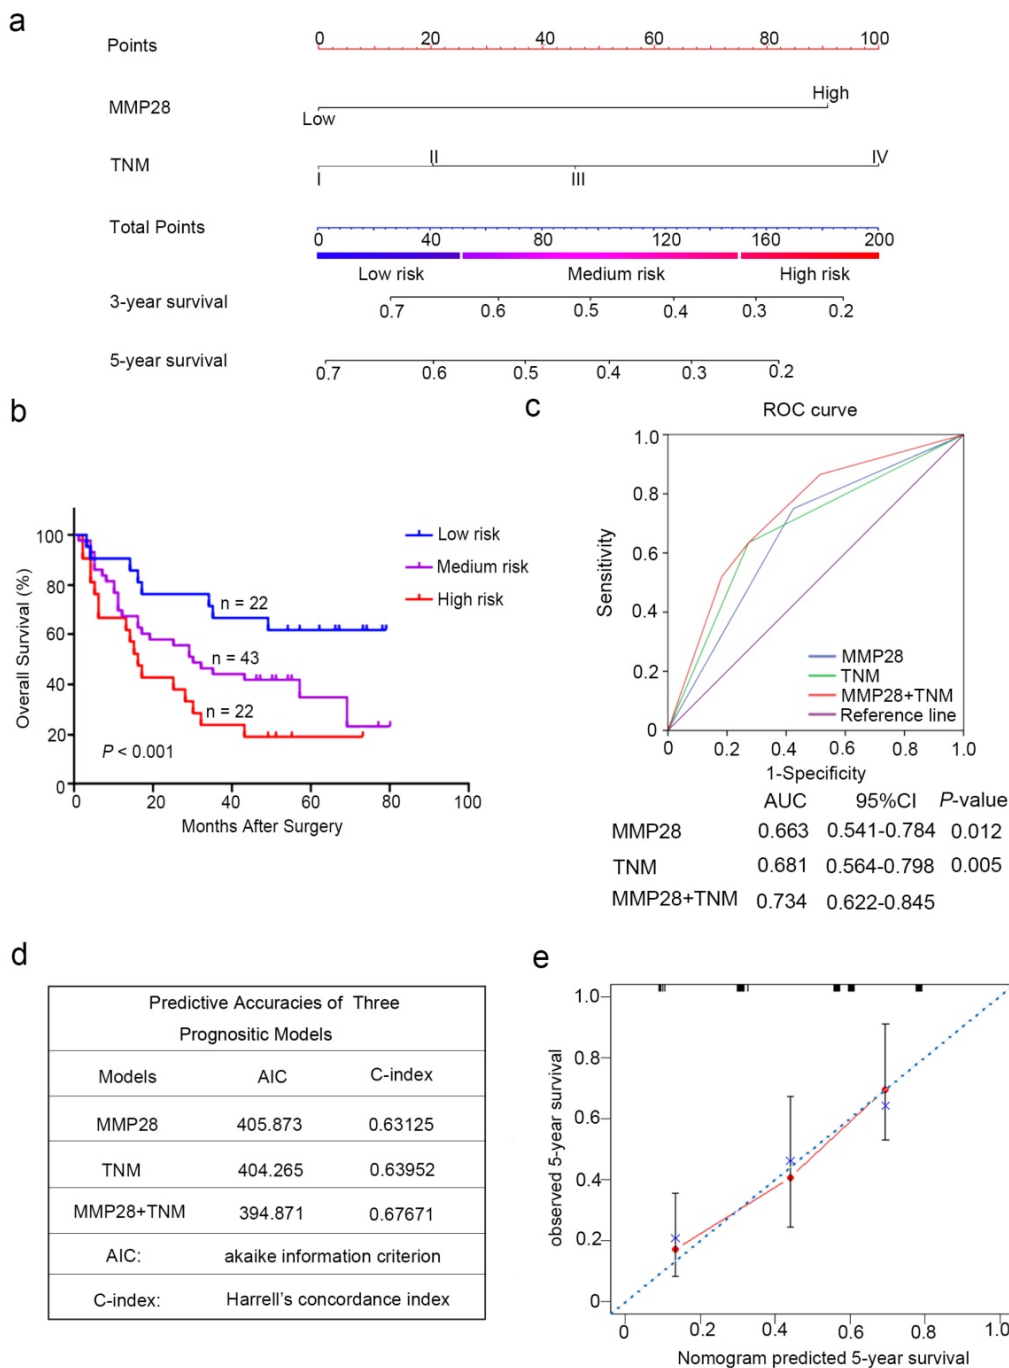 a
Points
0 20 40 60 80 100
MMP28
Low High
TNM
I II III IV
Total Points
0 40 80 120 160 200
Low risk Medium risk High risk
3-year survival
0.7 0.6 0.5 0.4 0.3 0.2
5-year survival
0.7 0.6 0.5 0.4 0.3 0.2
b
Overall Survival (%)
100
80
60
40
20
0
0 20 40 60 80 100
Months After Surgery
Low risk
Medium risk
High risk
n = 22
n = 43
n = 22
P < 0.001
c
ROC curve
Sensitivity
1.0
0.8
0.6
0.4
0.2
0
0 0.2 0.4 0.6 0.8 1.0
1-Specificity
MMP28
TNM
MMP28+TNM
Reference line
AUC 95%CI P-value
MMP28 0.663 0.541-0.784 0.012
TNM 0.681 0.564-0.798 0.005
MMP28+TNM 0.734 0.622-0.845
d
Predictive Accuracies of Three
Prognositic Models
Models AIC C-index
MMP28 405.873 0.63125
TNM 404.265 0.63952
MMP28+TNM 394.871 0.67671
AIC: akaike information criterion
C-index: Harrell's concordance index
e
observed 5-year survival
1.0
0.8
0.6
0.4
0.2
0
0 0.2 0.4 0.6 0.8 1.0
Nomogram predicted 5-year survival